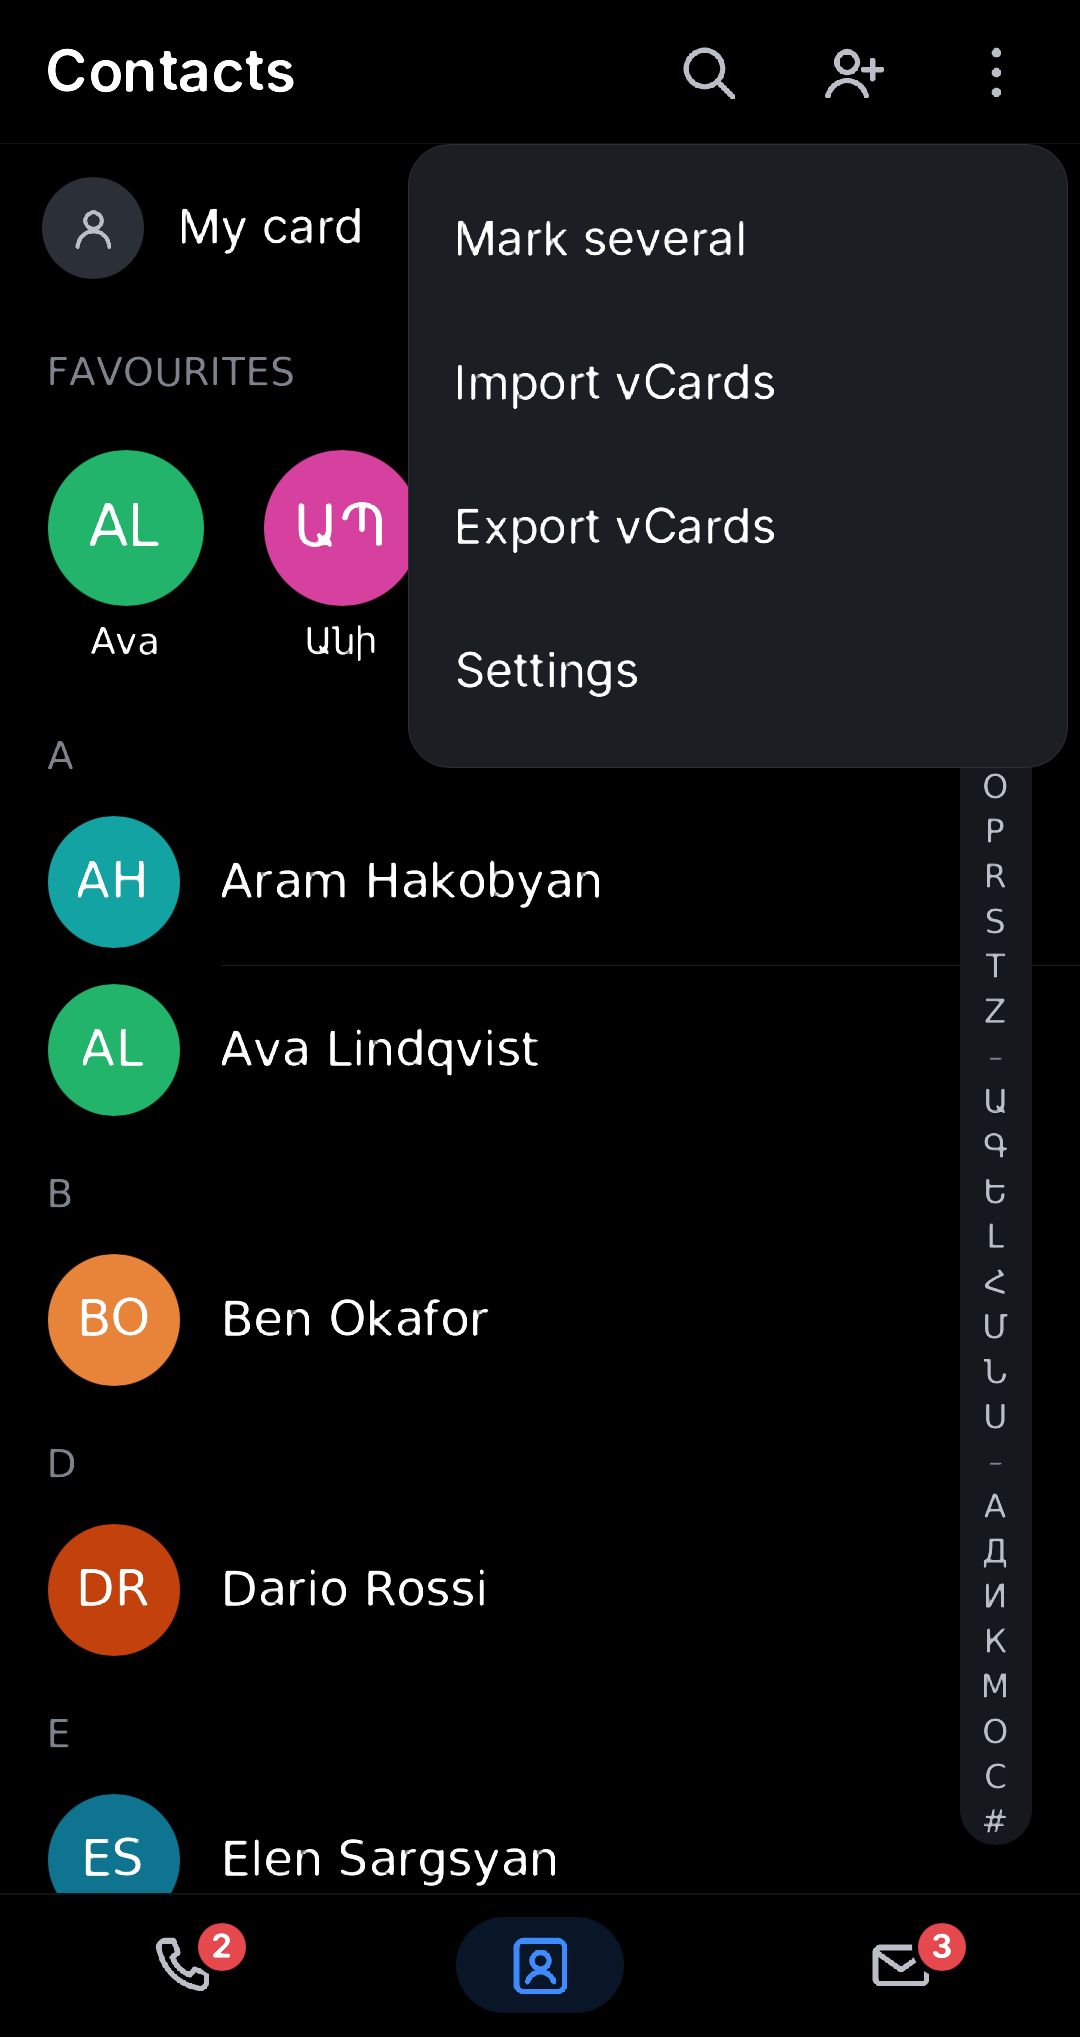 Contacts
My card
Mark several
Import vCards
Export vCards
Settings
FAVOURITES
AL
ԱՊ
Ava
Անի
A
AH
Aram Hakobyan
AL
Ava Lindqvist
B
BO
Ben Okafor
D
DR
Dario Rossi
E
ES
Elen Sargsyan
O
P
R
S
T
Z
–
Ա
Գ
Ե
Լ
Հ
Մ
Ն
Ս
–
А
Д
И
К
М
О
С
#
2
3